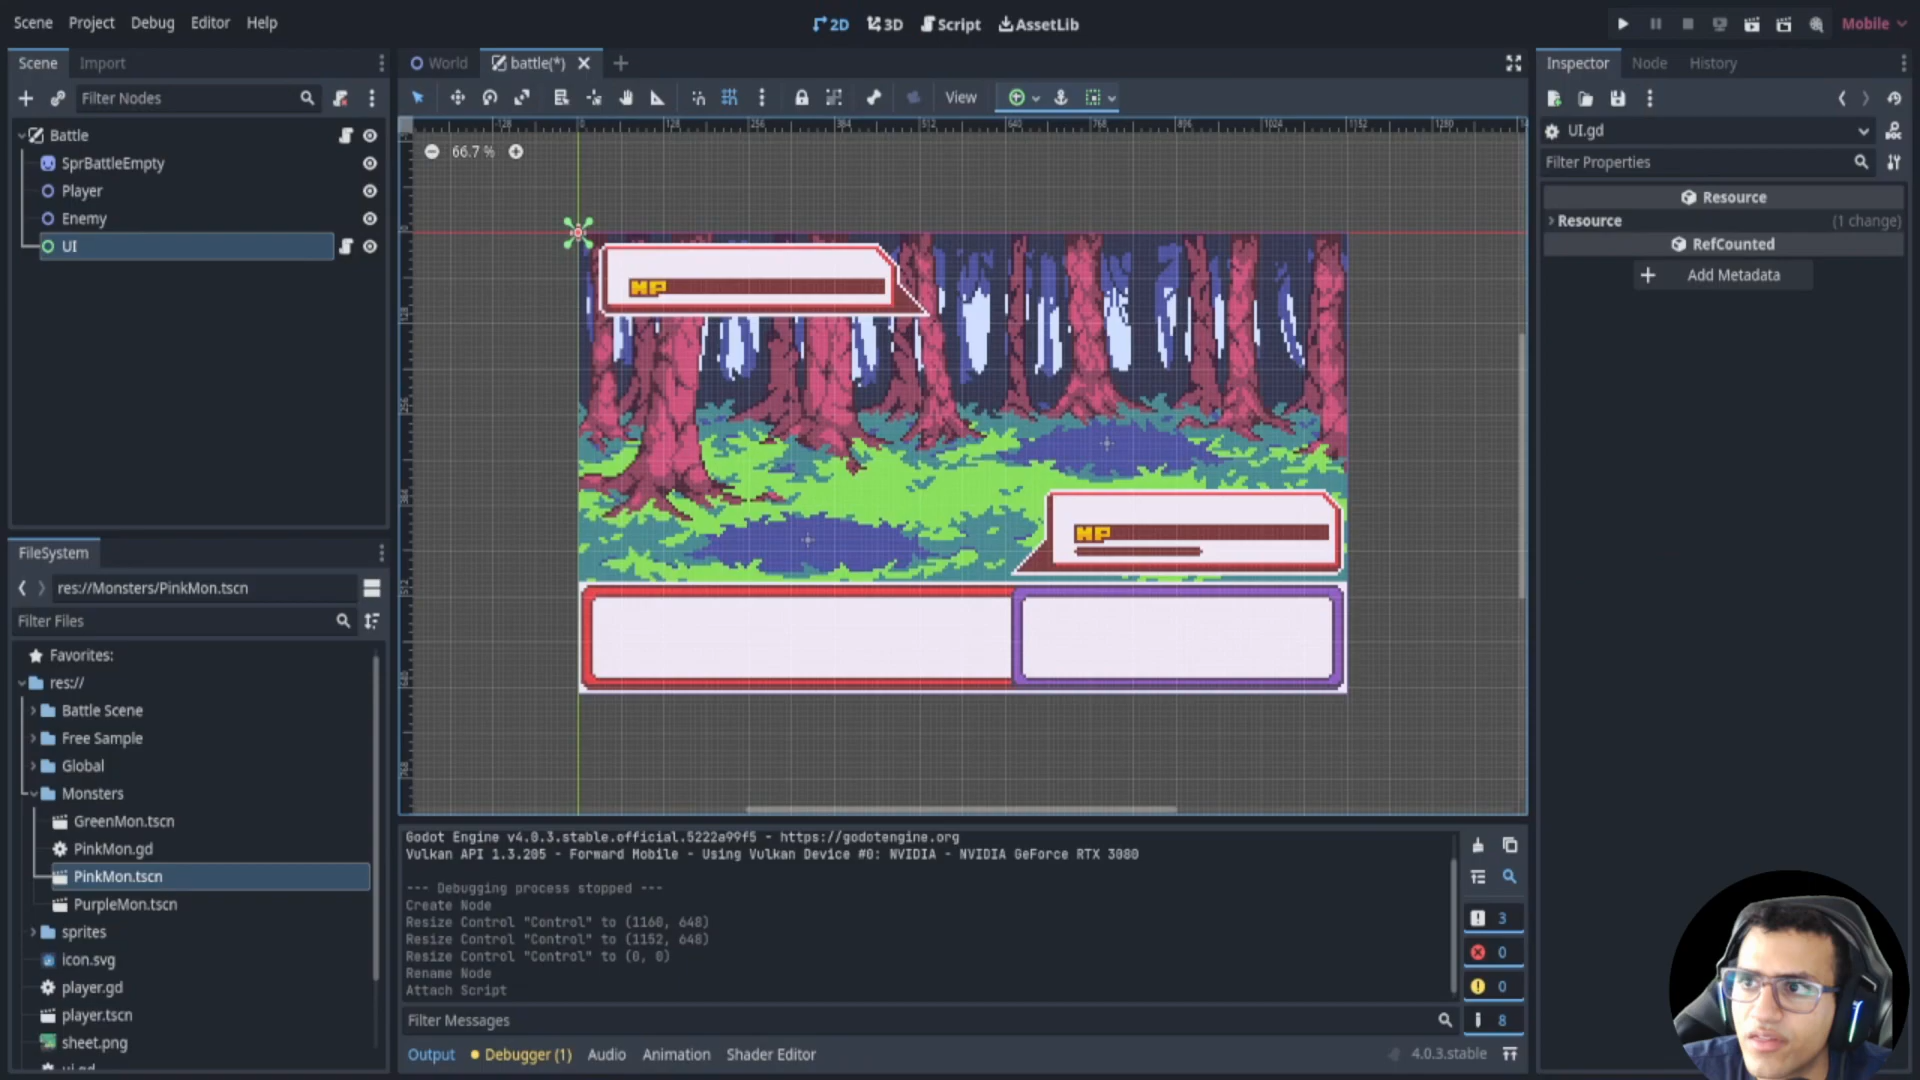 Scene Project Debug Editor Help
2D 3D Script AssetLib
Mobile
Scene Import
World battle(*)
Inspector Node History
Filter Nodes
View
UI.gd
Filter Properties
Resource
Resource (1 change)
RefCounted
Add Metadata
Battle
SprBattleEmpty
Player
Enemy
UI
66.7 %
FileSystem
res://Monsters/PinkMon.tscn
Filter Files
Favorites:
res://
Battle Scene
Free Sample
Global
Monsters
GreenMon.tscn
PinkMon.gd
PinkMon.tscn
PurpleMon.tscn
sprites
icon.svg
player.gd
player.tscn
sheet.png
Godot Engine v4.0.3.stable.official.5222a99f5 - https://godotengine.org
Vulkan API 1.3.205 - Forward Mobile - Using Vulkan Device #0: NVIDIA - NVIDIA GeForce RTX 3080
--- Debugging process stopped ---
Create Node
Resize Control "Control" to (1160, 648)
Resize Control "Control" to (1152, 648)
Resize Control "Control" to (0, 0)
Rename Node
Attach Script
3
0
0
8
Filter Messages
Output Debugger (1) Audio Animation Shader Editor
4.0.3.stable